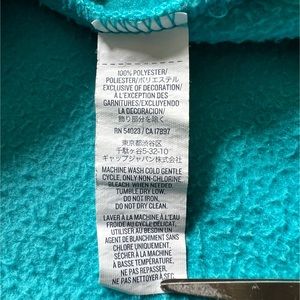 100% POLYESTER/
POLIÉSTER/ポリエステル
EXCLUSIVE OF DECORATION/
À L'EXCEPTION DES
GARNITURES/EXCLUYENDO
LA DECORACIÓN/
飾り部分を除く
RN 54023 / CA 17897
東京都渋谷区
千駄ヶ谷5-32-10
ギャップジャパン株式会社
MACHINE WASH COLD GENTLE
CYCLE. ONLY NON-CHLORINE
BLEACH WHEN NEEDED.
TUMBLE DRY LOW.
DO NOT IRON.
DO NOT DRY CLEAN.
LAVER À LA MACHINE À L'EAU
FROIDE AU CYCLE DÉLICAT.
UTILISER AU BESOIN UN
AGENT DE BLANCHIMENT SANS
CHLORE UNIQUEMENT.
SÉCHER À LA MACHINE
À BASSE TEMPÉRATURE.
NE PAS REPASSER.
NE PAS NETTOYER À SEC.